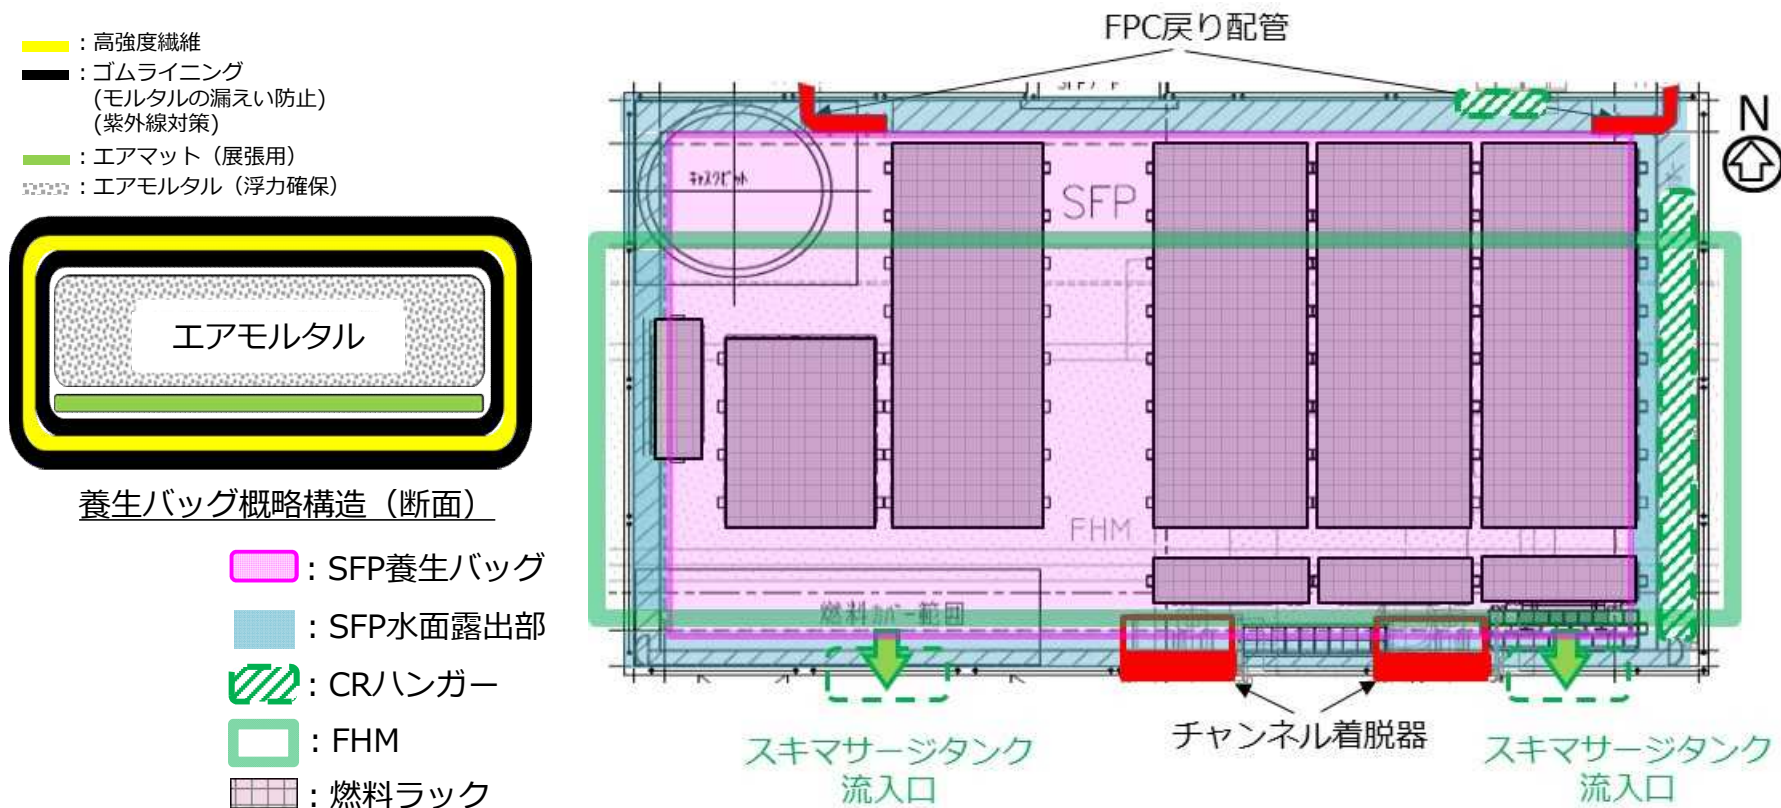 ：高強度繊維
：ゴムライニング
(モルタルの漏えい防止)
(紫外線対策)
：エアマット（展張用）
：エアモルタル（浮力確保）
エアモルタル
養生バッグ概略構造（断面）
：SFP養生バッグ
：SFP水面露出部
：CRハンガー
：FHM
：燃料ラック
FPC戻り配管
N
キャスクピット
SFP
FHM
燃料カバー範囲
チャンネル着脱器
スキマサージタンク
流入口
スキマサージタンク
流入口